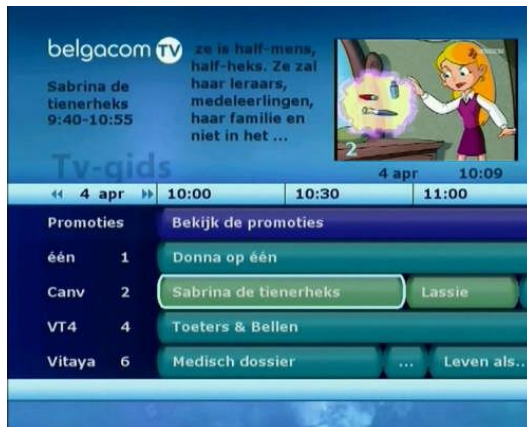 belgacom TV
ze is half-mens,
half-heks. Ze zal
haar leraars,
medeleerlingen,
haar familie en
niet in het ...
Sabrina de
tienerheks
9:40-10:55
2
Tv-gids
4 apr 10:09
4 apr 10:00 10:30 11:00
Promoties Bekijk de promoties
één 1 Donna op één
Canv 2 Sabrina de tienerheks Lassie
VT4 4 Toeters & Bellen
Vitaya 6 Medisch dossier ... Leven als..